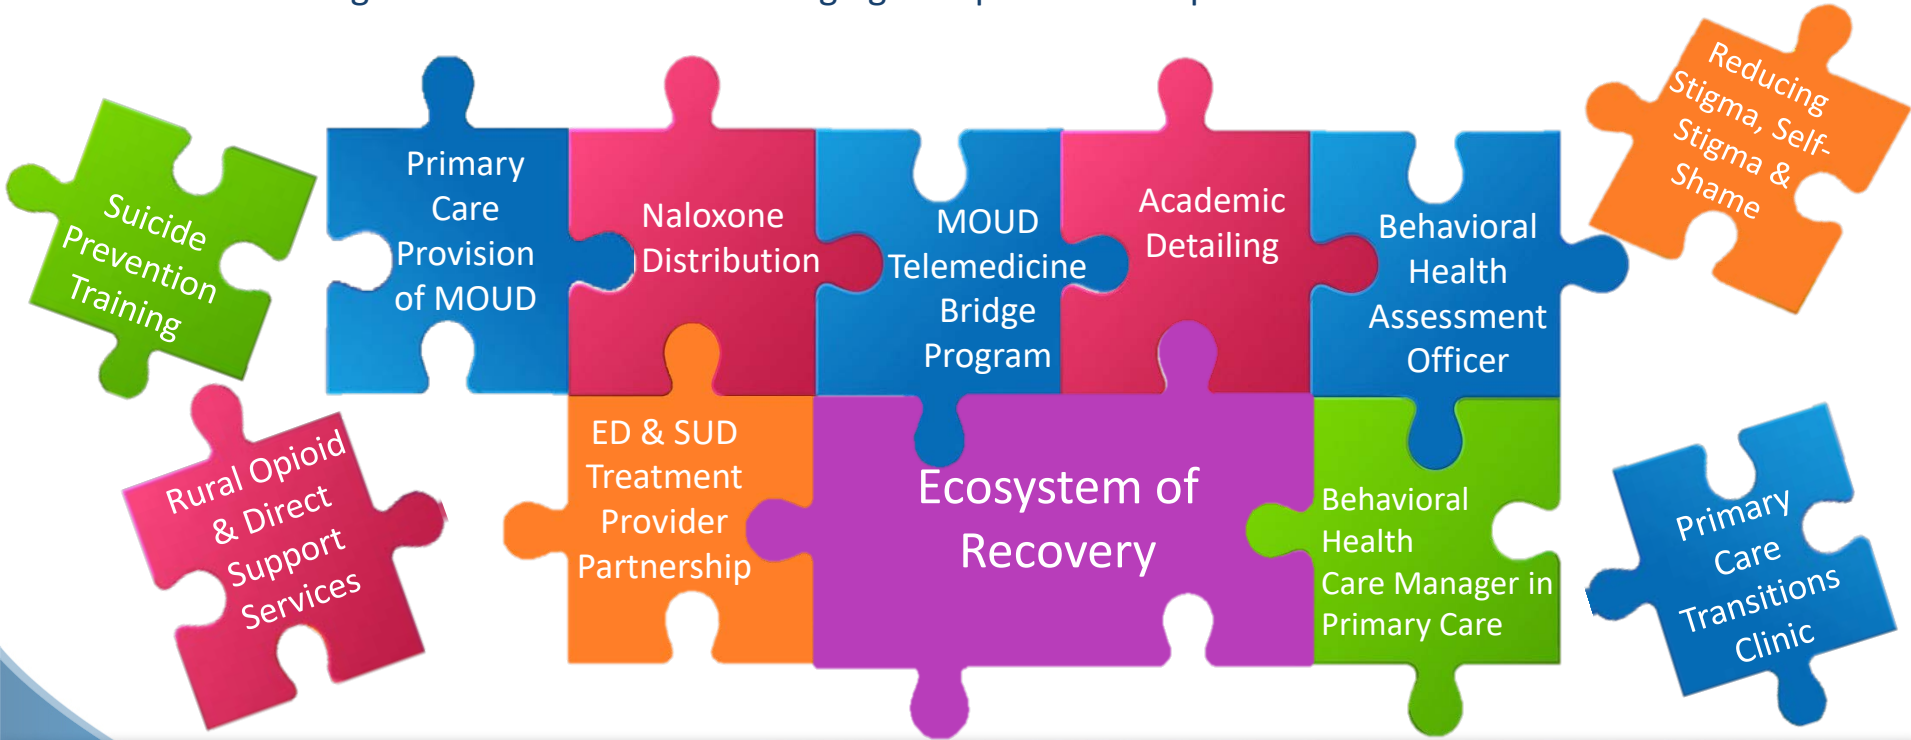 Suicide
Prevention
Training
Primary
Care
Provision
of MOUD
Naloxone
Distribution
MOUD
Telemedicine
Bridge
Program
Academic
Detailing
Behavioral
Health
Assessment
Officer
Reducing
Stigma, Self-
Stigma &
Shame
Rural Opioid
& Direct
Support
Services
ED & SUD
Treatment
Provider
Partnership
Ecosystem of
Recovery
Behavioral
Health
Care Manager in
Primary Care
Primary
Care
Transitions
Clinic